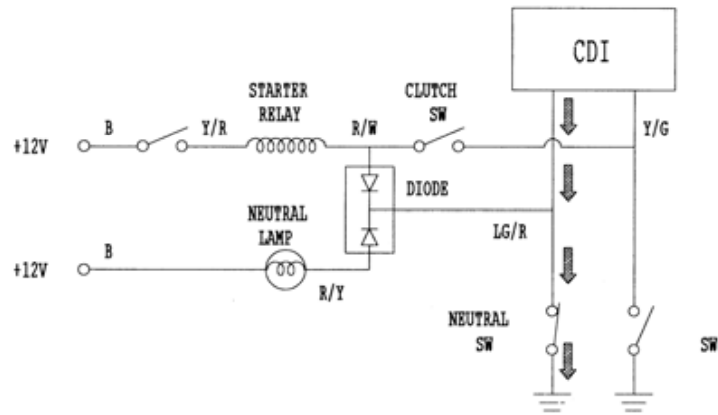 CDI
STARTER
RELAY
CLUTCH
SW
B
Y/R
R/W
Y/G
+12V
DIODE
NEUTRAL
LAMP
LG/R
B
+12V
R/Y
NEUTRAL
SW
SW